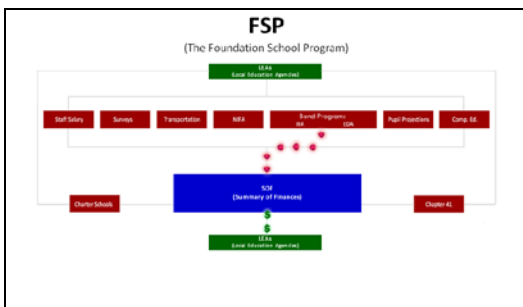 FSP
(The Foundation School Program)
LEAs
(Local Education Agencies)
Staff Salary
Surveys
Transportation
NIFA
Bond Programs
IFA
EDA
Pupil Projections
Comp. Ed.
SOF
(Summary of Finances)
Charter Schools
Chapter 41
$
$
LEAs
(Local Education Agencies)